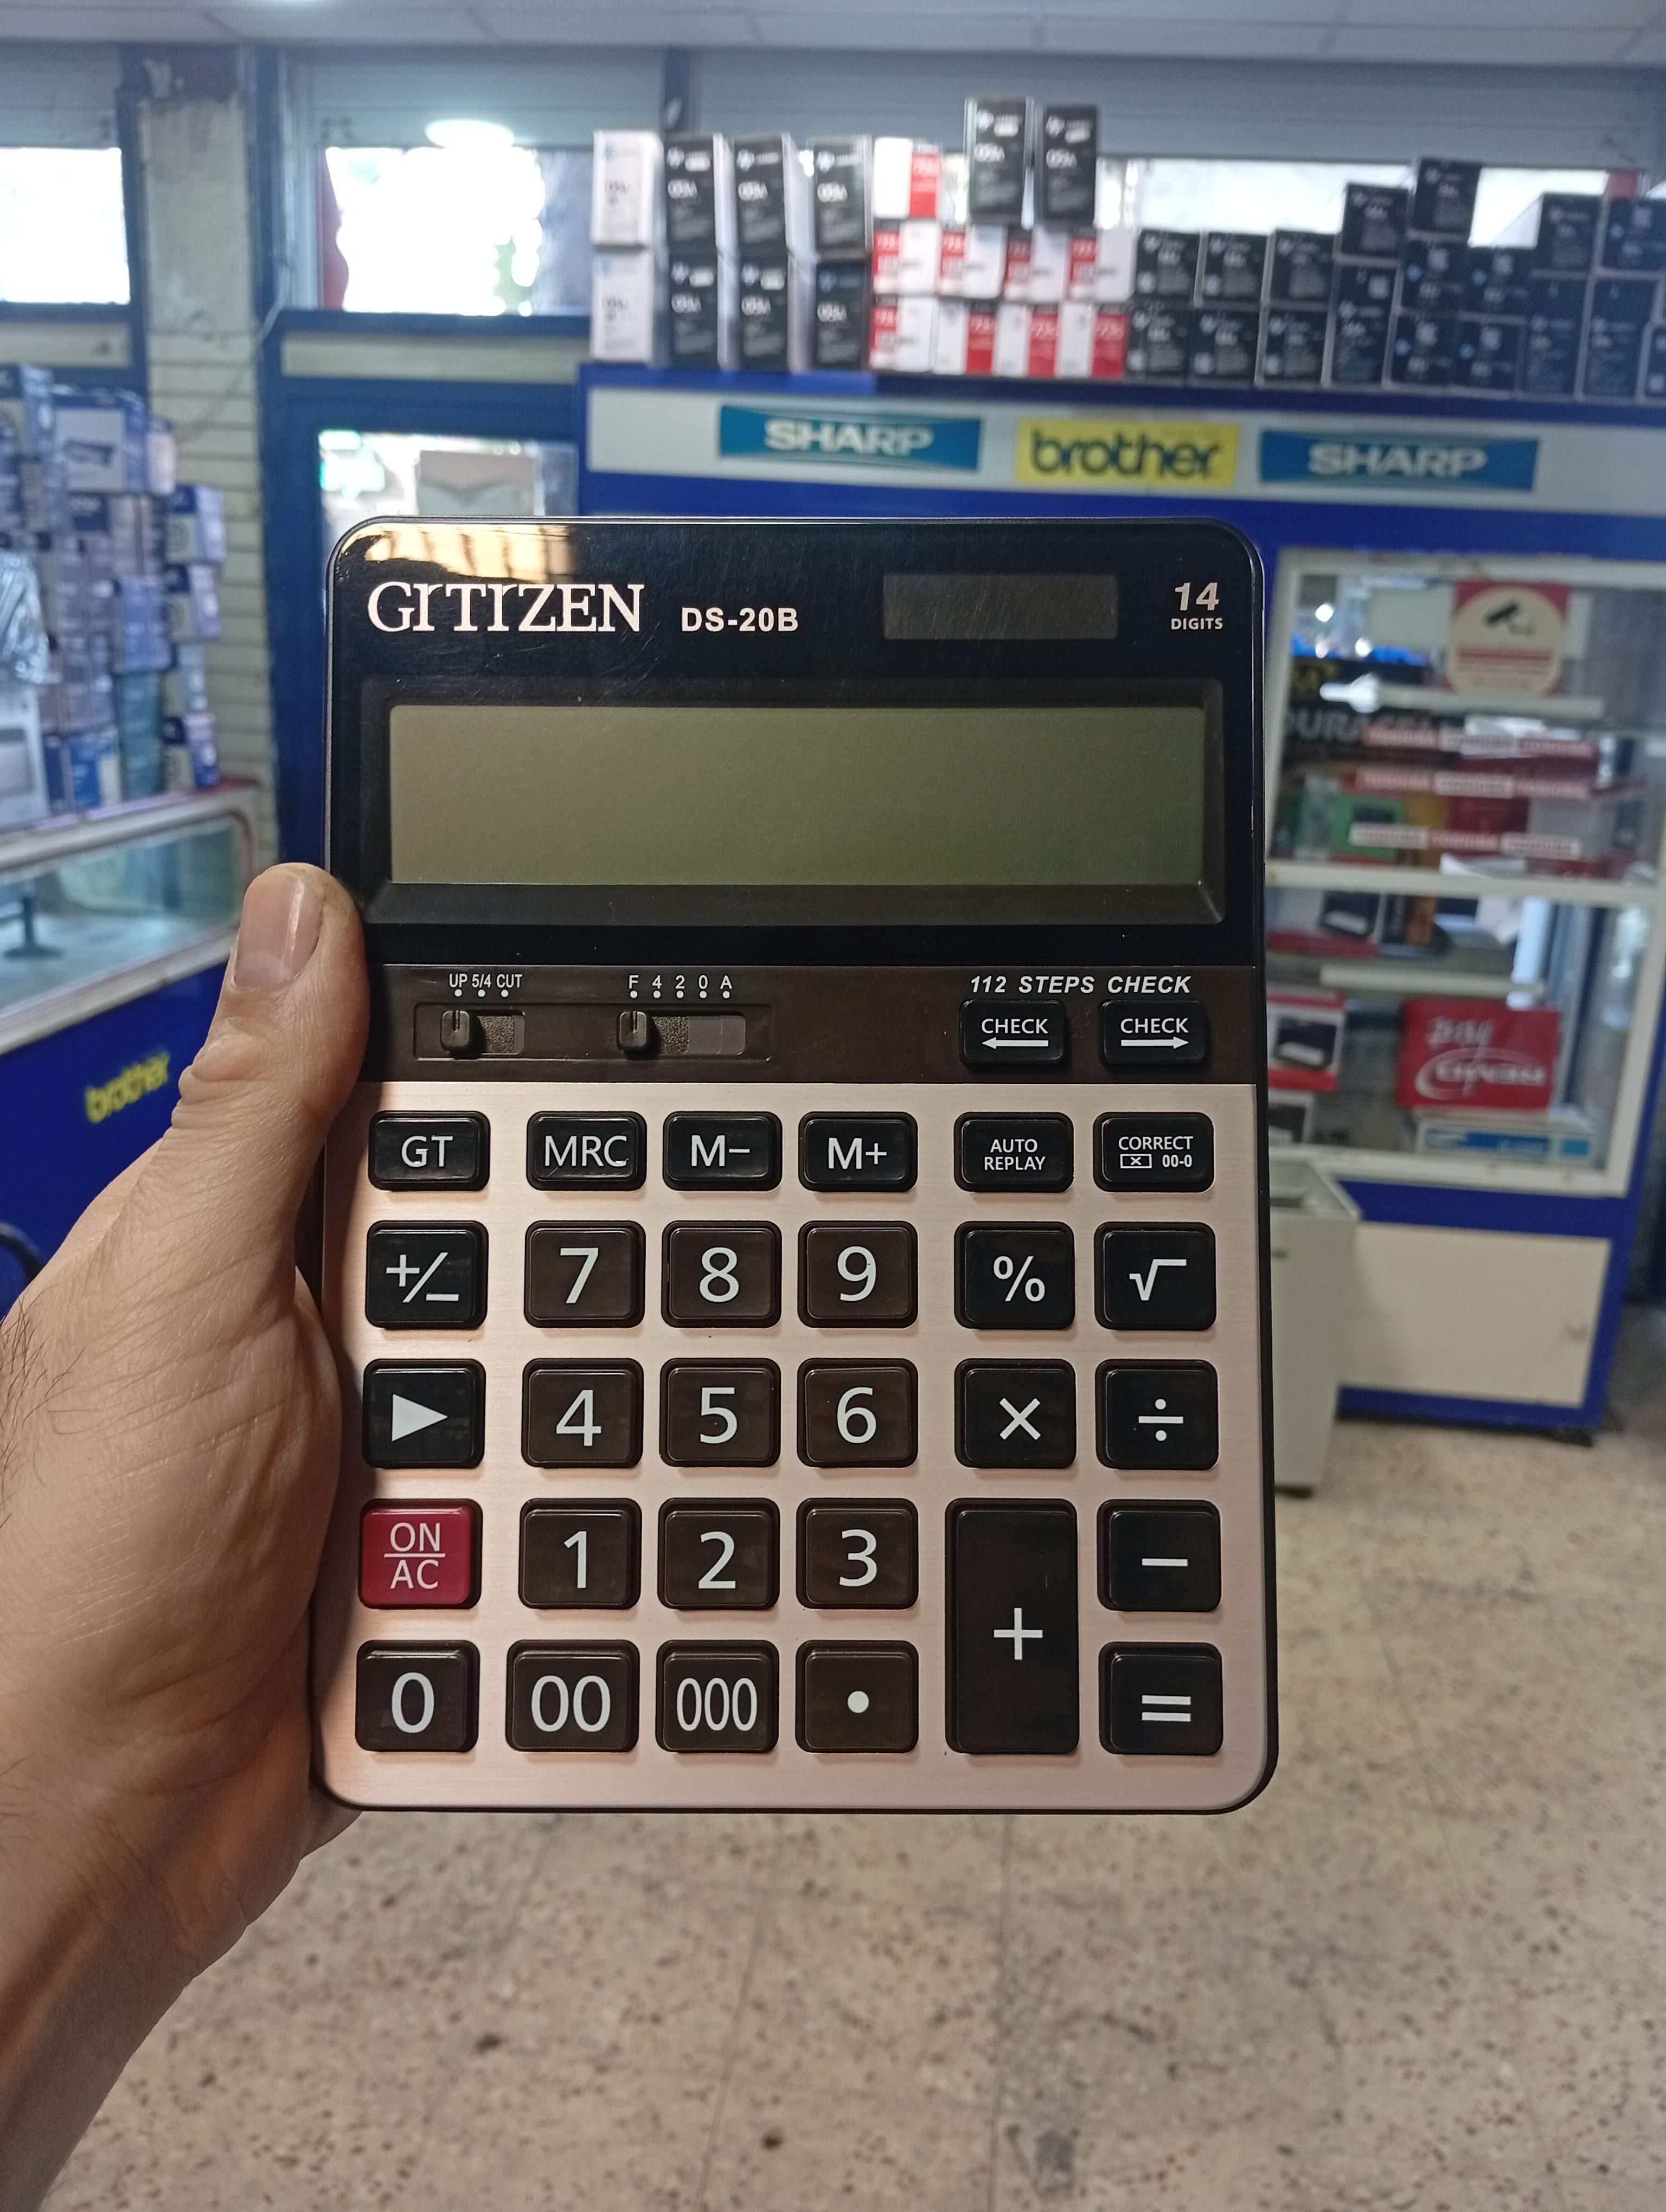 SHARP
brother
SHARP
GITIZEN DS-20B
14
DIGITS
UP 5/4 CUT
F 4 2 0 A
112 STEPS CHECK
CHECK
CHECK
GT
MRC
M−
M+
AUTO
REPLAY
CORRECT
00-0
+/−
7
8
9
%
√
▶
4
5
6
×
÷
ON
AC
1
2
3
+
−
0
00
000
•
=
brother